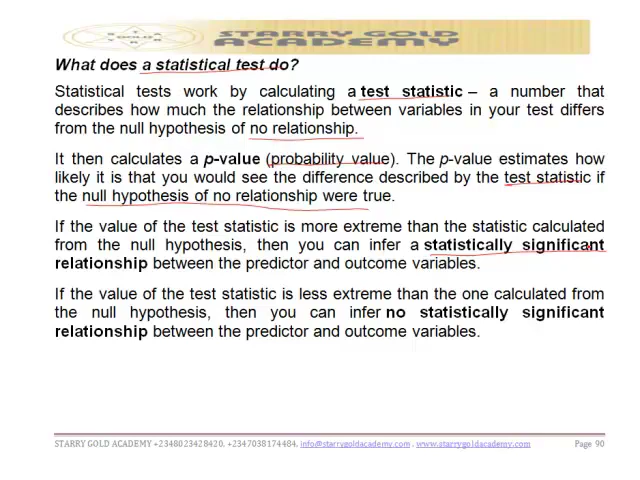 STARRY GOLD
ACADEMY
What does a statistical test do?
Statistical tests work by calculating a test statistic – a number that
describes how much the relationship between variables in your test differs
from the null hypothesis of no relationship.
It then calculates a p-value (probability value). The p-value estimates how
likely it is that you would see the difference described by the test statistic if
the null hypothesis of no relationship were true.
If the value of the test statistic is more extreme than the statistic calculated
from the null hypothesis, then you can infer a statistically significant
relationship between the predictor and outcome variables.
If the value of the test statistic is less extreme than the one calculated from
the null hypothesis, then you can infer no statistically significant
relationship between the predictor and outcome variables.
STARRY GOLD ACADEMY +2348023428420, +2347038174484, info@starrygoldacademy.com , www.starrygoldacademy.com Page 90